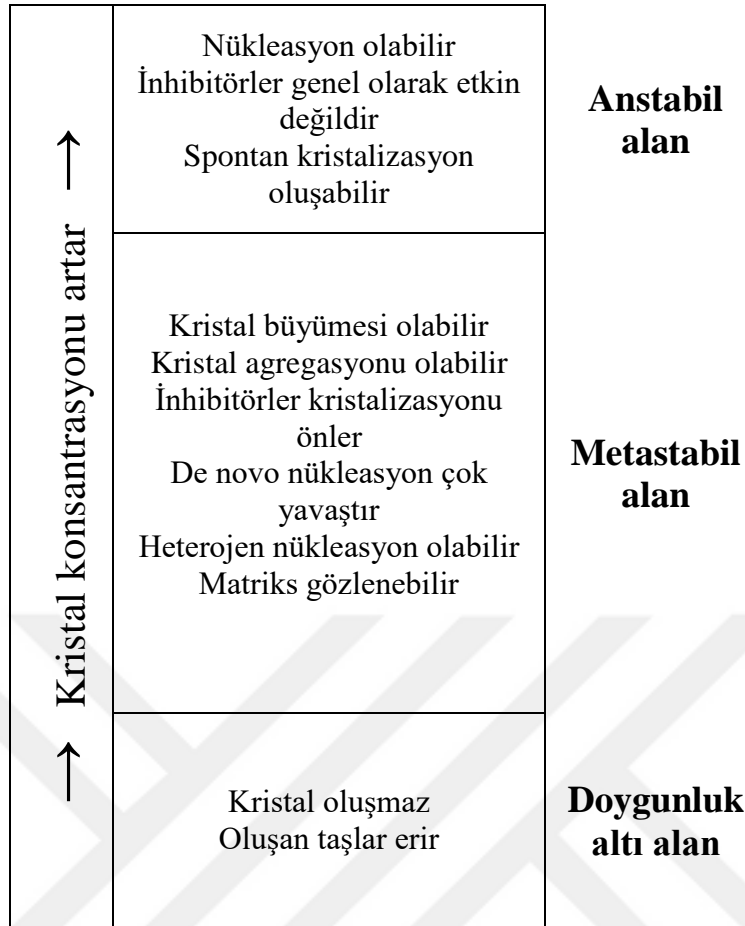 Nükleasyon olabilir
İnhibitörler genel olarak etkin
değildir
Spontan kristalizasyon
oluşabilir
Anstabil
alan
→ Kristal konsantrasyonu artar →
Kristal büyümesi olabilir
Kristal agregasyonu olabilir
İnhibitörler kristalizasyonu
önler
De novo nükleasyon çok
yavaştır
Heterojen nükleasyon olabilir
Matriks gözlenebilir
Metastabil
alan
Kristal oluşmaz
Oluşan taşlar erir
Doygunluk
altı alan